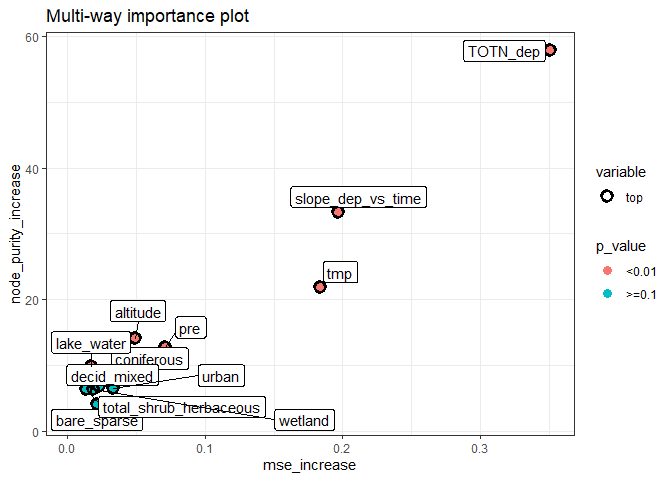 Multi-way importance plot
60
40
20
0
node_purity_increase
TOTN_dep
slope_dep_vs_time
tmp
altitude
pre
lake_water
coniferous
decid_mixed
urban
total_shrub_herbaceous
bare_sparse
wetland
0.0
0.1
0.2
0.3
mse_increase
variable
top
p_value
<0.01
>=0.1